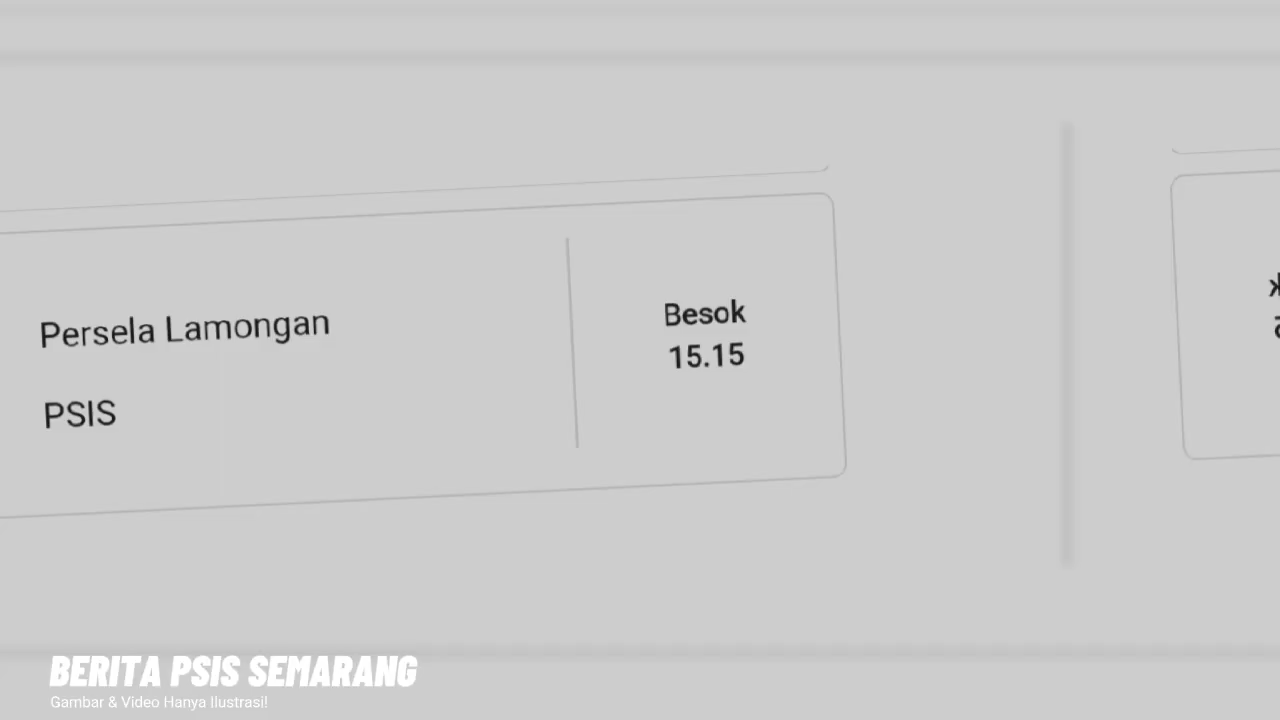 Persela Lamongan
PSIS
Besok
15.15
BERITA PSIS SEMARANG
Gambar & Video Hanya Ilustrasi!